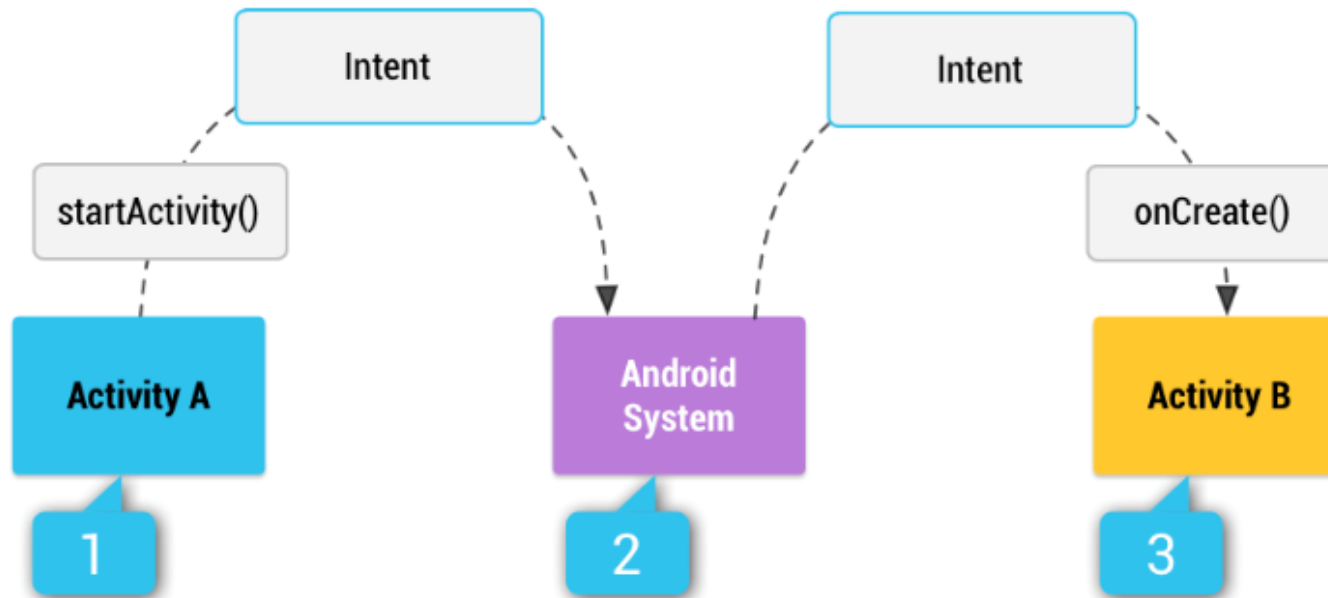 Intent
Intent
startActivity()
onCreate()
Activity A
Android
System
Activity B
1
2
3